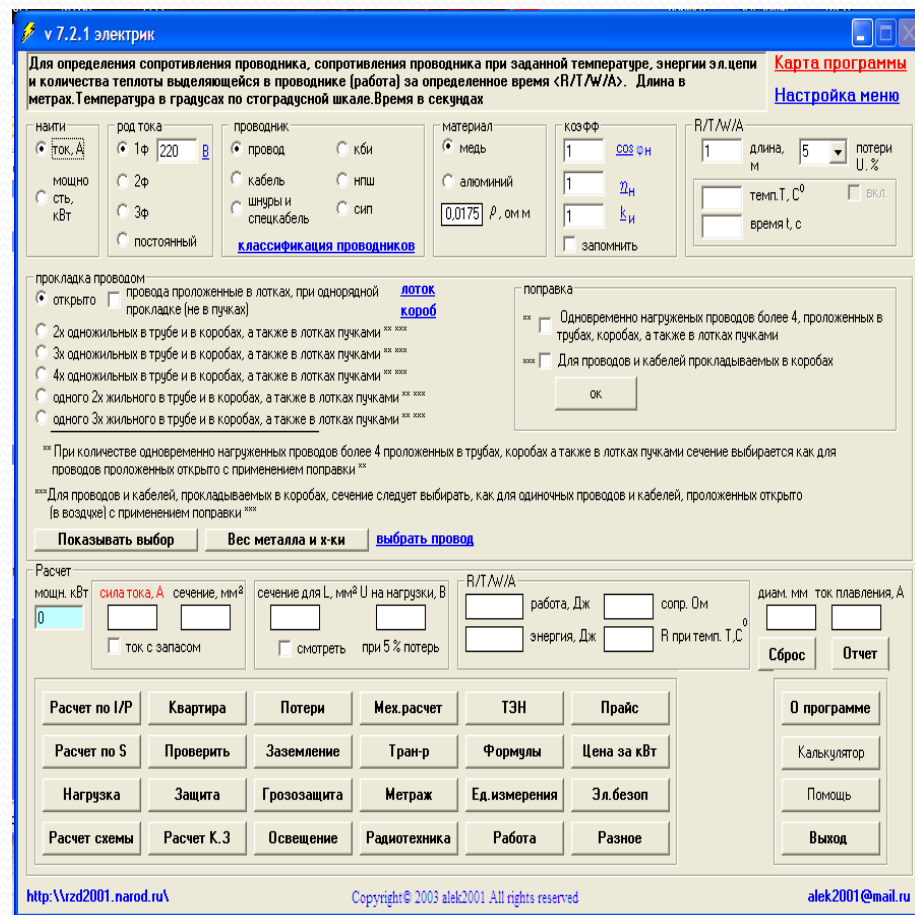 v 7.2.1 электрик
Для определения сопротивления проводника, сопротивления проводника при заданной температуре, энергии эл.цепи
и количества теплоты выделяющейся в проводнике (работа) за определенное время <R/T/W/A>. Длина в
метрах.Температура в градусах по стоградусной шкале.Время в секундах
Карта программы
Настройка меню
найти
ток, А
мощно
сть,
кВт
род тока
1ф 220 В
2ф
3ф
постоянный
проводник
провод
кби
кабель
нпш
шнуры и
спецкабель
сип
классификация проводников
материал
медь
алюминий
0,0175 ρ, ом м
коэфф
1 cos φн
1 ηн
1 kи
запомнить
R/T/W/A
1 длина,
м
5 потери
U. %
темп.T, C⁰
вкл.
время t, с
прокладка проводом
открыто
провода проложенные в лотках, при однорядной
прокладке (не в пучках)
лоток
короб
2х одножильных в трубе и в коробах, а также в лотках пучками ** ***
3х одножильных в трубе и в коробах, а также в лотках пучками ** ***
4х одножильных в трубе и в коробах, а также в лотках пучками ** ***
одного 2х жильного в трубе и в коробах, а также в лотках пучками ** ***
одного 3х жильного в трубе и в коробах, а также в лотках пучками ** ***
поправка
** Одновременно нагруженых проводов более 4, проложенных в
трубах, коробах, а также в лотках пучками
*** Для проводов и кабелей прокладываемых в коробах
ок
** При количестве одновременно нагруженных проводов более 4 проложенных в трубах, коробах а также в лотках пучками сечение выбирается как для
проводов проложенных открыто с применением поправки **
***Для проводов и кабелей, прокладываемых в коробах, сечение следует выбирать, как для одиночных проводов и кабелей, проложенных открыто
(в воздухе) с применением поправки ***
Показывать выбор
Вес металла и х-ки
выбрать провод
Расчет
мощн. кВт
0
сила тока, А
сечение, мм²
ток с запасом
сечение для L, мм²
U на нагрузки, В
смотреть
при 5 % потерь
R/T/W/A
работа, Дж
сопр. Ом
энергия, Дж
R при темп. T,C⁰
диам. мм
ток плавления, А
Сброс
Отчет
Расчет по I/P
Квартира
Потери
Мех.расчет
ТЭН
Прайс
О программе
Расчет по S
Проверить
Заземление
Тран-р
Формулы
Цена за кВт
Калькулятор
Нагрузка
Защита
Грозозащита
Метраж
Ед.измерения
Эл.безоп
Помощь
Расчет схемы
Расчет К.З
Освещение
Радиотехника
Работа
Разное
Выход
http:\\rzd2001.narod.ru\
Copyright© 2003 alek2001 All rights reserved
alek2001@mail.ru